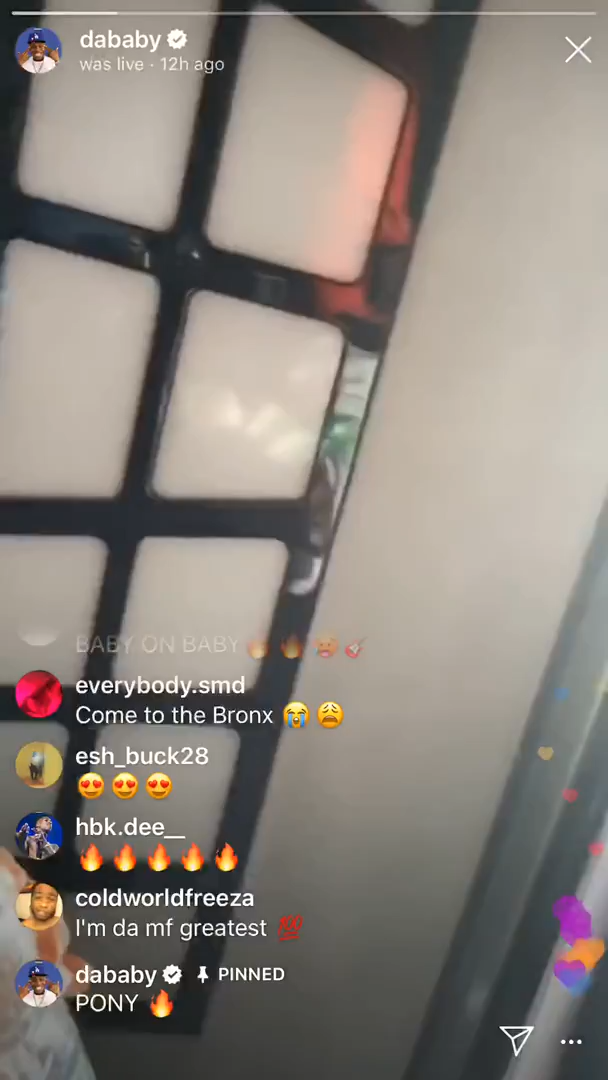 dababy
was live · 12h ago
BABY ON BABY🔥🔥🥵🎸
everybody.smd
Come to the Bronx 😭😩
esh_buck28
😍😍😍
hbk.dee__
🔥🔥🔥🔥🔥
coldworldfreeza
I'm da mf greatest 💯
dababy PINNED
PONY 🔥